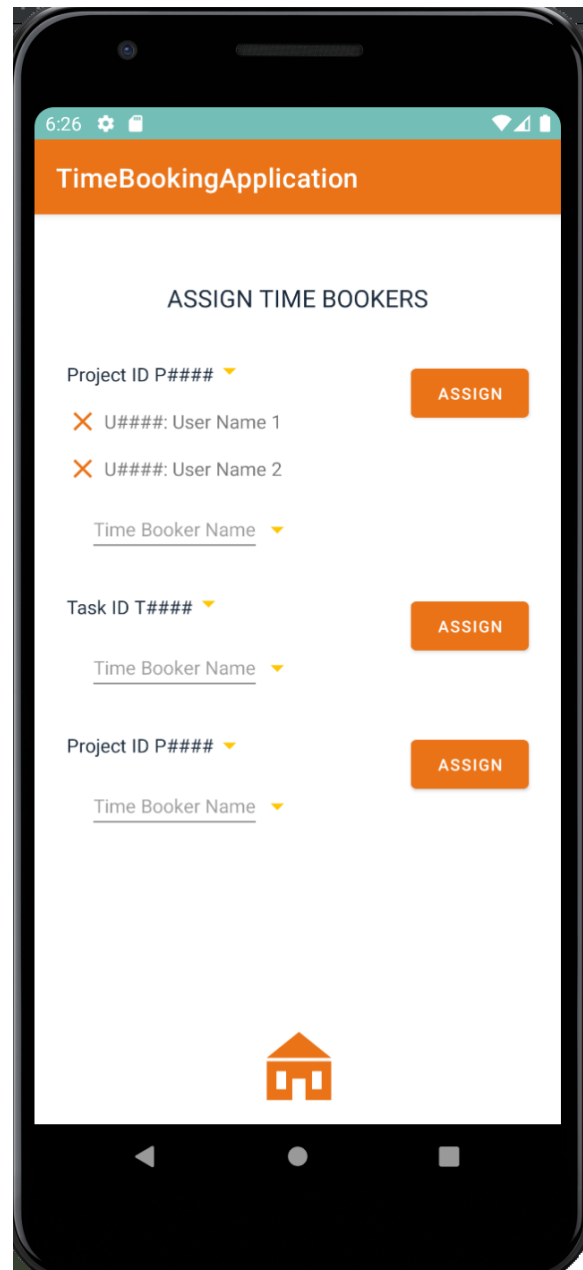 6:26
TimeBookingApplication
ASSIGN TIME BOOKERS
Project ID P####
ASSIGN
U####: User Name 1
U####: User Name 2
Time Booker Name
Task ID T####
ASSIGN
Time Booker Name
Project ID P####
ASSIGN
Time Booker Name